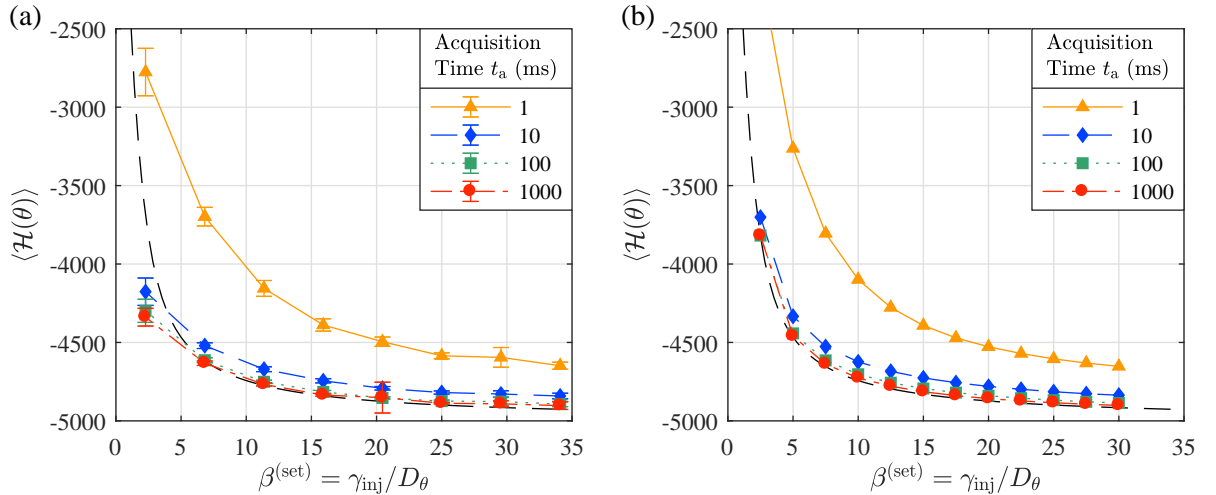 (a)
-2500
-3000
-3500
-4000
-4500
-5000
⟨ℋ(θ)⟩
0 5 10 15 20 25 30 35
β^(set) = γ_inj/D_θ
Acquisition
Time t_a (ms)
1
10
100
1000
(b)
-2500
-3000
-3500
-4000
-4500
-5000
⟨ℋ(θ)⟩
0 5 10 15 20 25 30 35
β^(set) = γ_inj/D_θ
Acquisition
Time t_a (ms)
1
10
100
1000